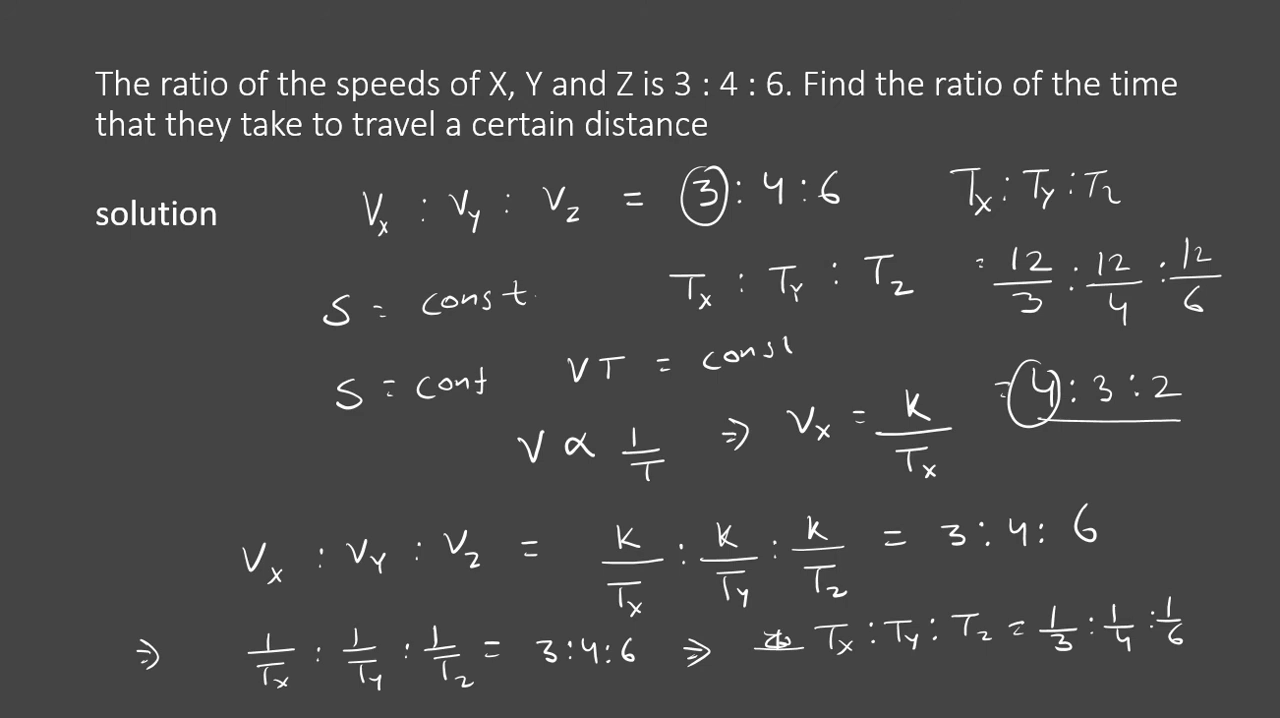 The ratio of the speeds of X, Y and Z is 3 : 4 : 6. Find the ratio of the time
that they take to travel a certain distance
solution
Vx : Vy : Vz = 3 : 4 : 6
Tx : Ty : Tz
S = const.
Tx : Ty : Tz
= 12/3 : 12/4 : 12/6
S = cont
VT = const
= 4 : 3 : 2
V ∝ 1/T ⇒ Vx = K/Tx
Vx : Vy : Vz = K/Tx : K/Ty : K/Tz = 3 : 4 : 6
⇒ 1/Tx : 1/Ty : 1/Tz = 3 : 4 : 6 ⇒ Tx : Ty : Tz = 1/3 : 1/4 : 1/6